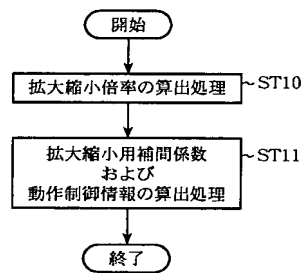 開始
拡大縮小倍率の算出処理
~ST10
拡大縮小用補間係数
および
動作制御情報の算出処理
~ST11
終了